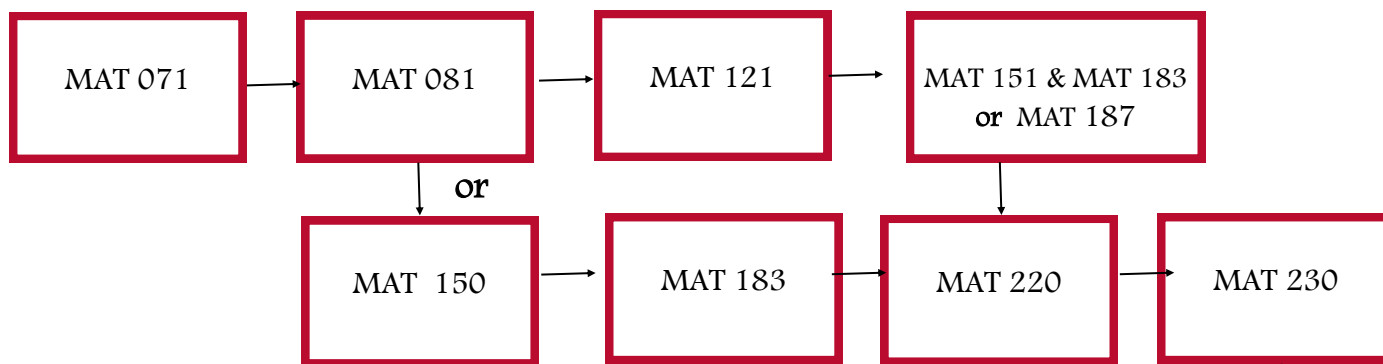 MAT 071
MAT 081
MAT 121
MAT 151 & MAT 183
or MAT 187
or
MAT 150
MAT 183
MAT 220
MAT 230